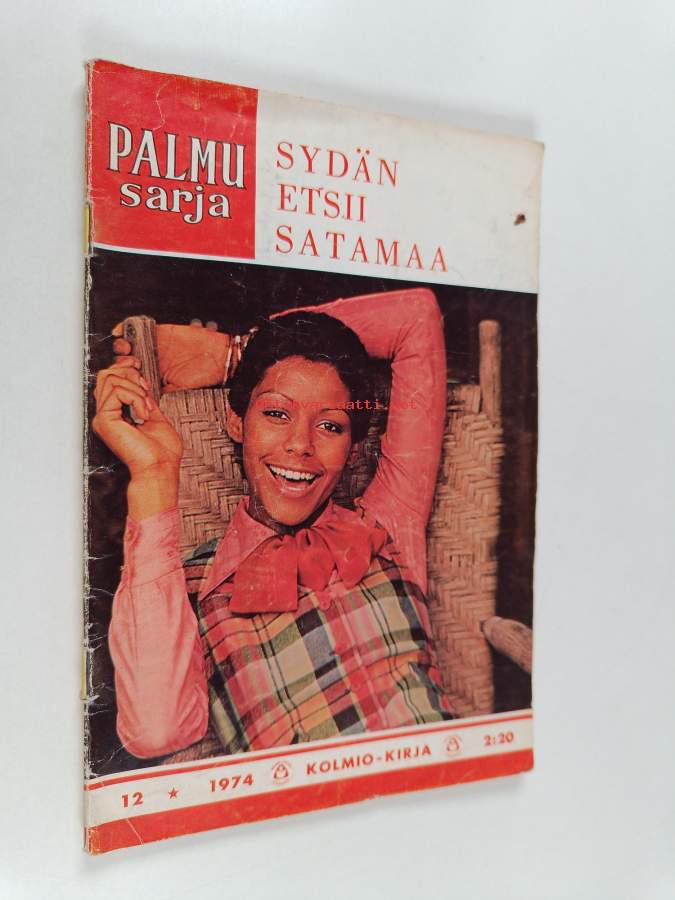 PALMU
sarja
SYDÄN
ETSII
SATAMAA
12 ★ 1974 KOLMIO-KIRJA 2:20